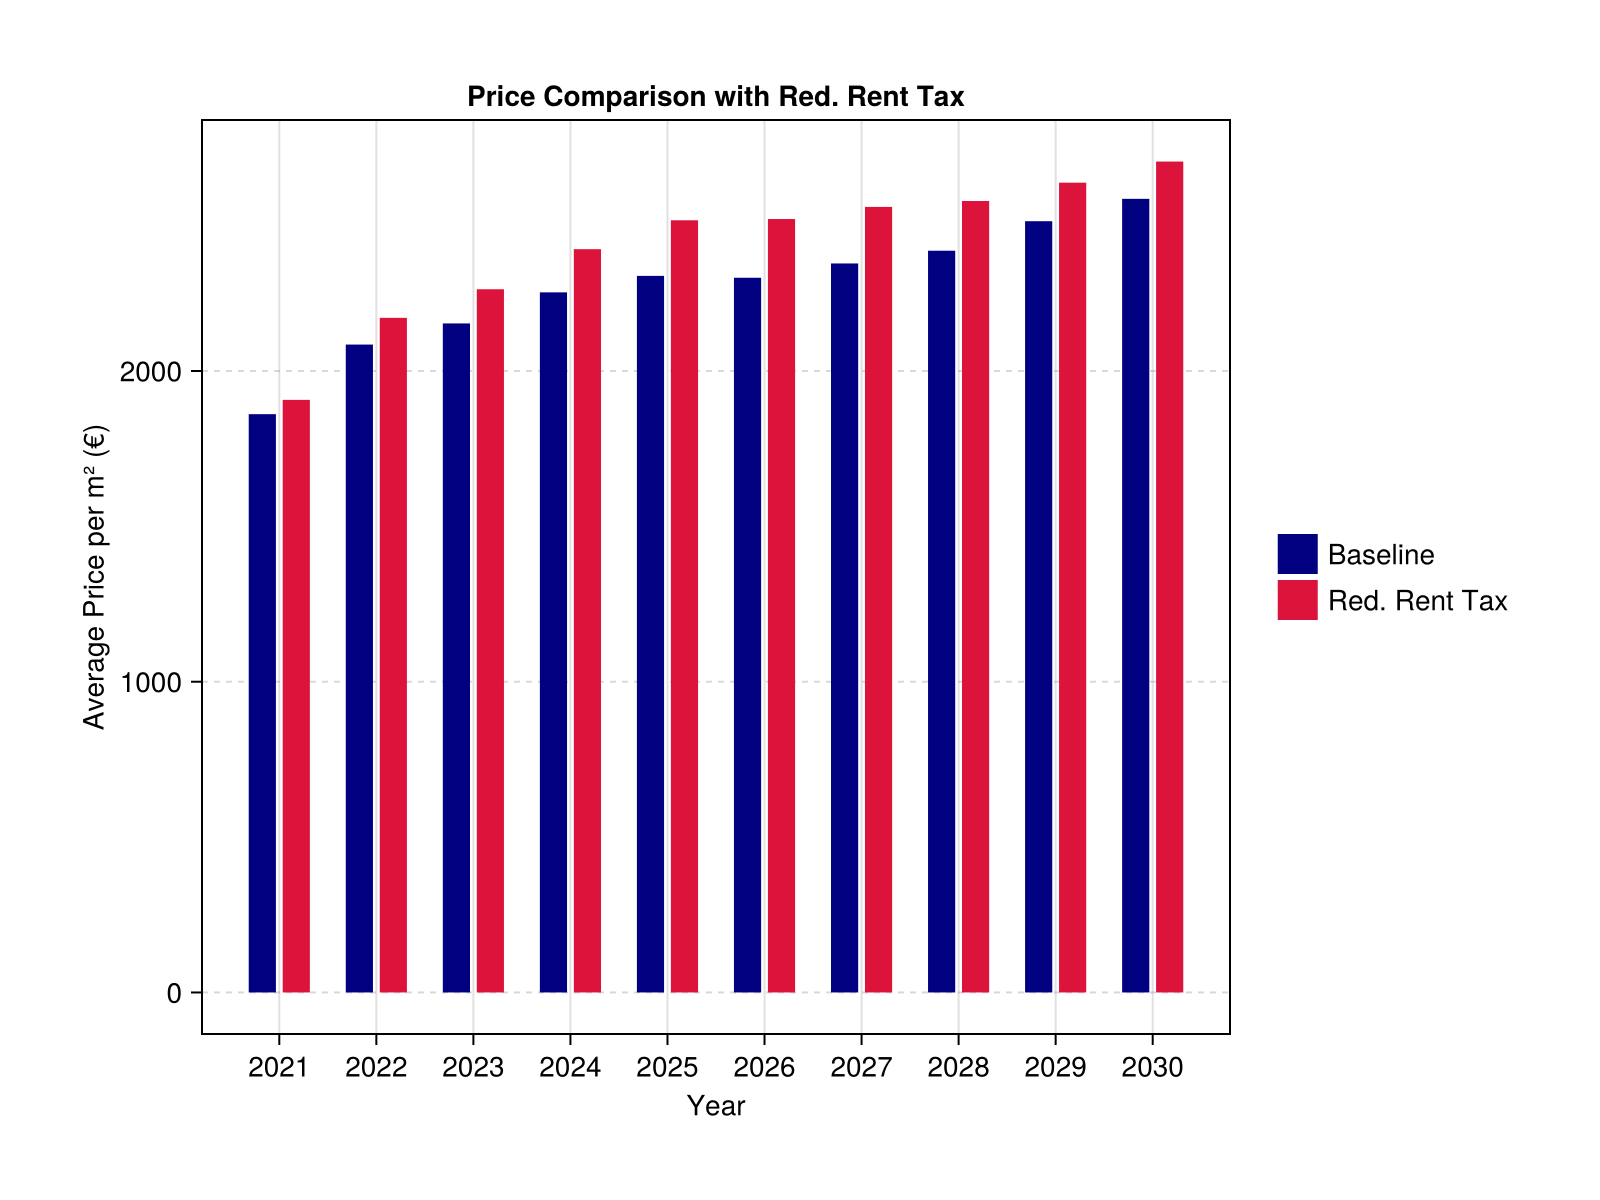 Price Comparison with Red. Rent Tax
Average Price per m² (€)
2000
1000
0
2021 2022 2023 2024 2025 2026 2027 2028 2029 2030
Year
Baseline
Red. Rent Tax